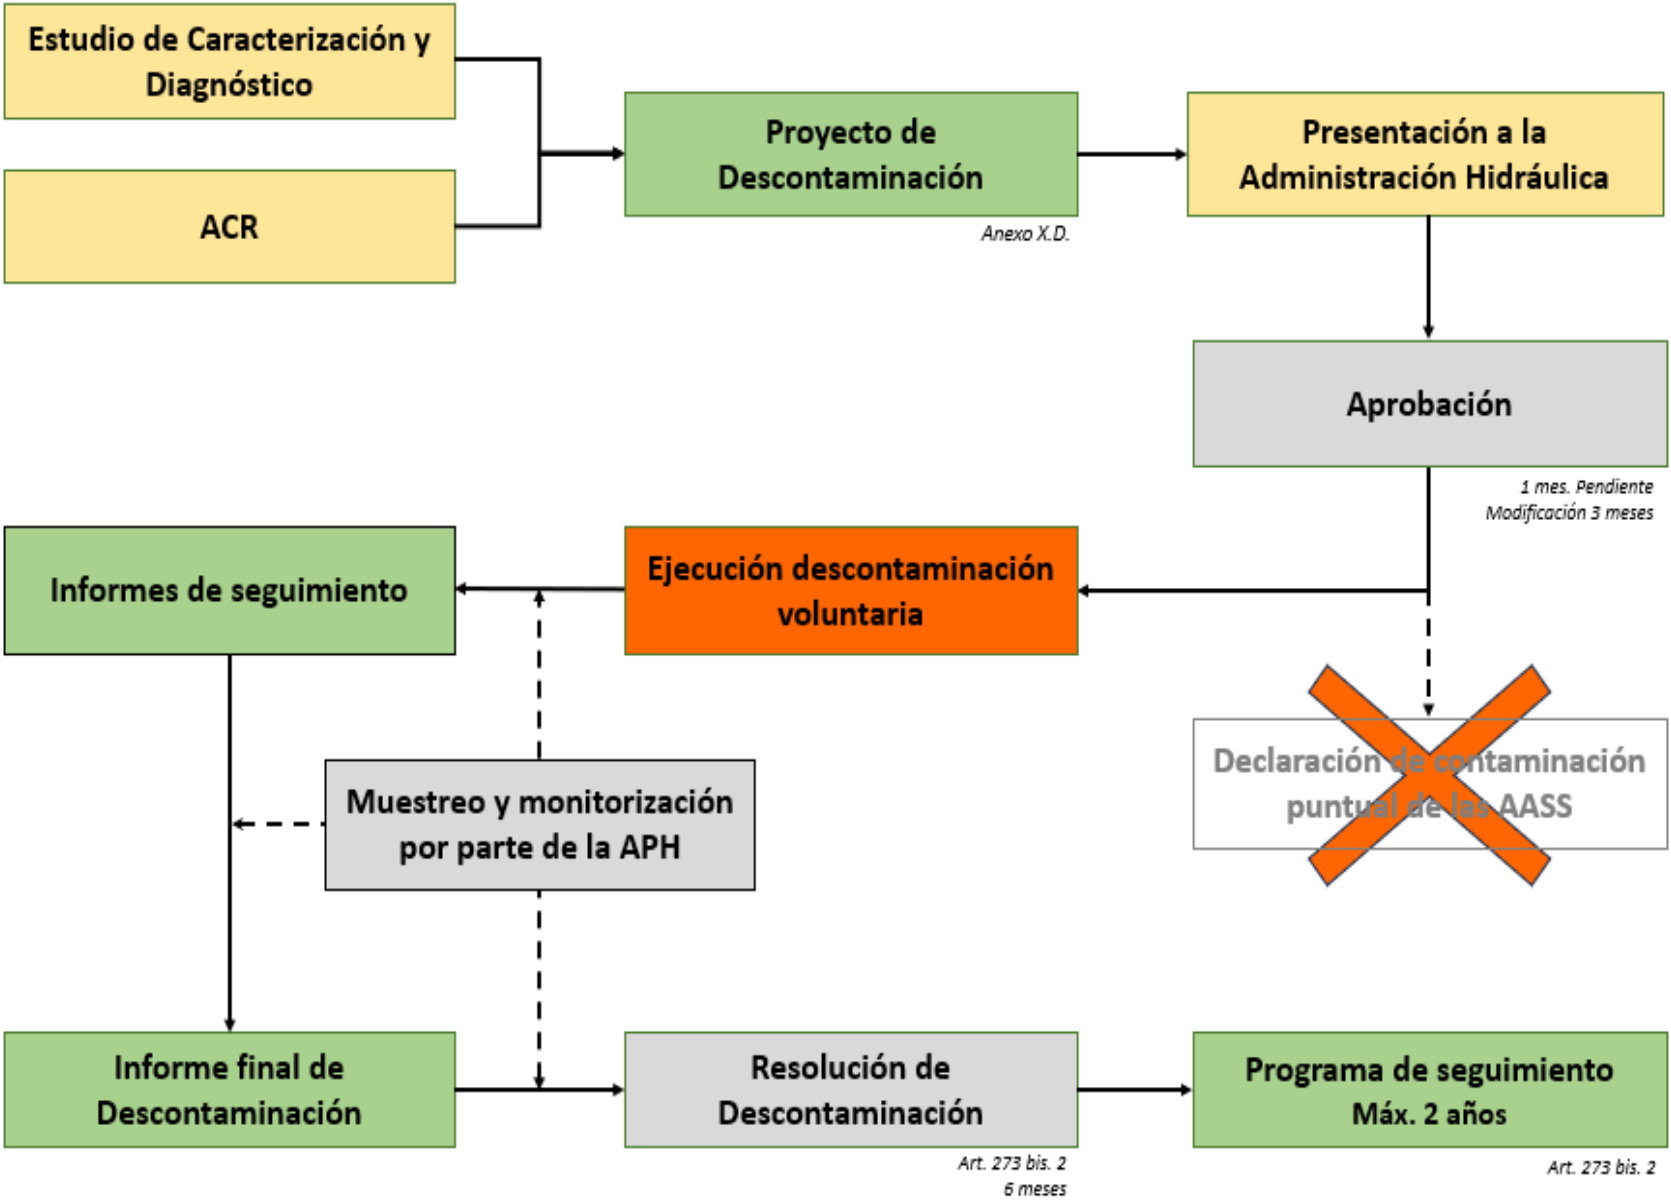 Estudio de Caracterización y
Diagnóstico
ACR
Proyecto de
Descontaminación
Anexo X.D.
Presentación a la
Administración Hidráulica
Aprobación
1 mes. Pendiente
Modificación 3 meses
Informes de seguimiento
Ejecución descontaminación
voluntaria
Declaración de contaminación
puntual de las AASS
Muestreo y monitorización
por parte de la APH
Informe final de
Descontaminación
Resolución de
Descontaminación
Art. 273 bis. 2
6 meses
Programa de seguimiento
Máx. 2 años
Art. 273 bis. 2